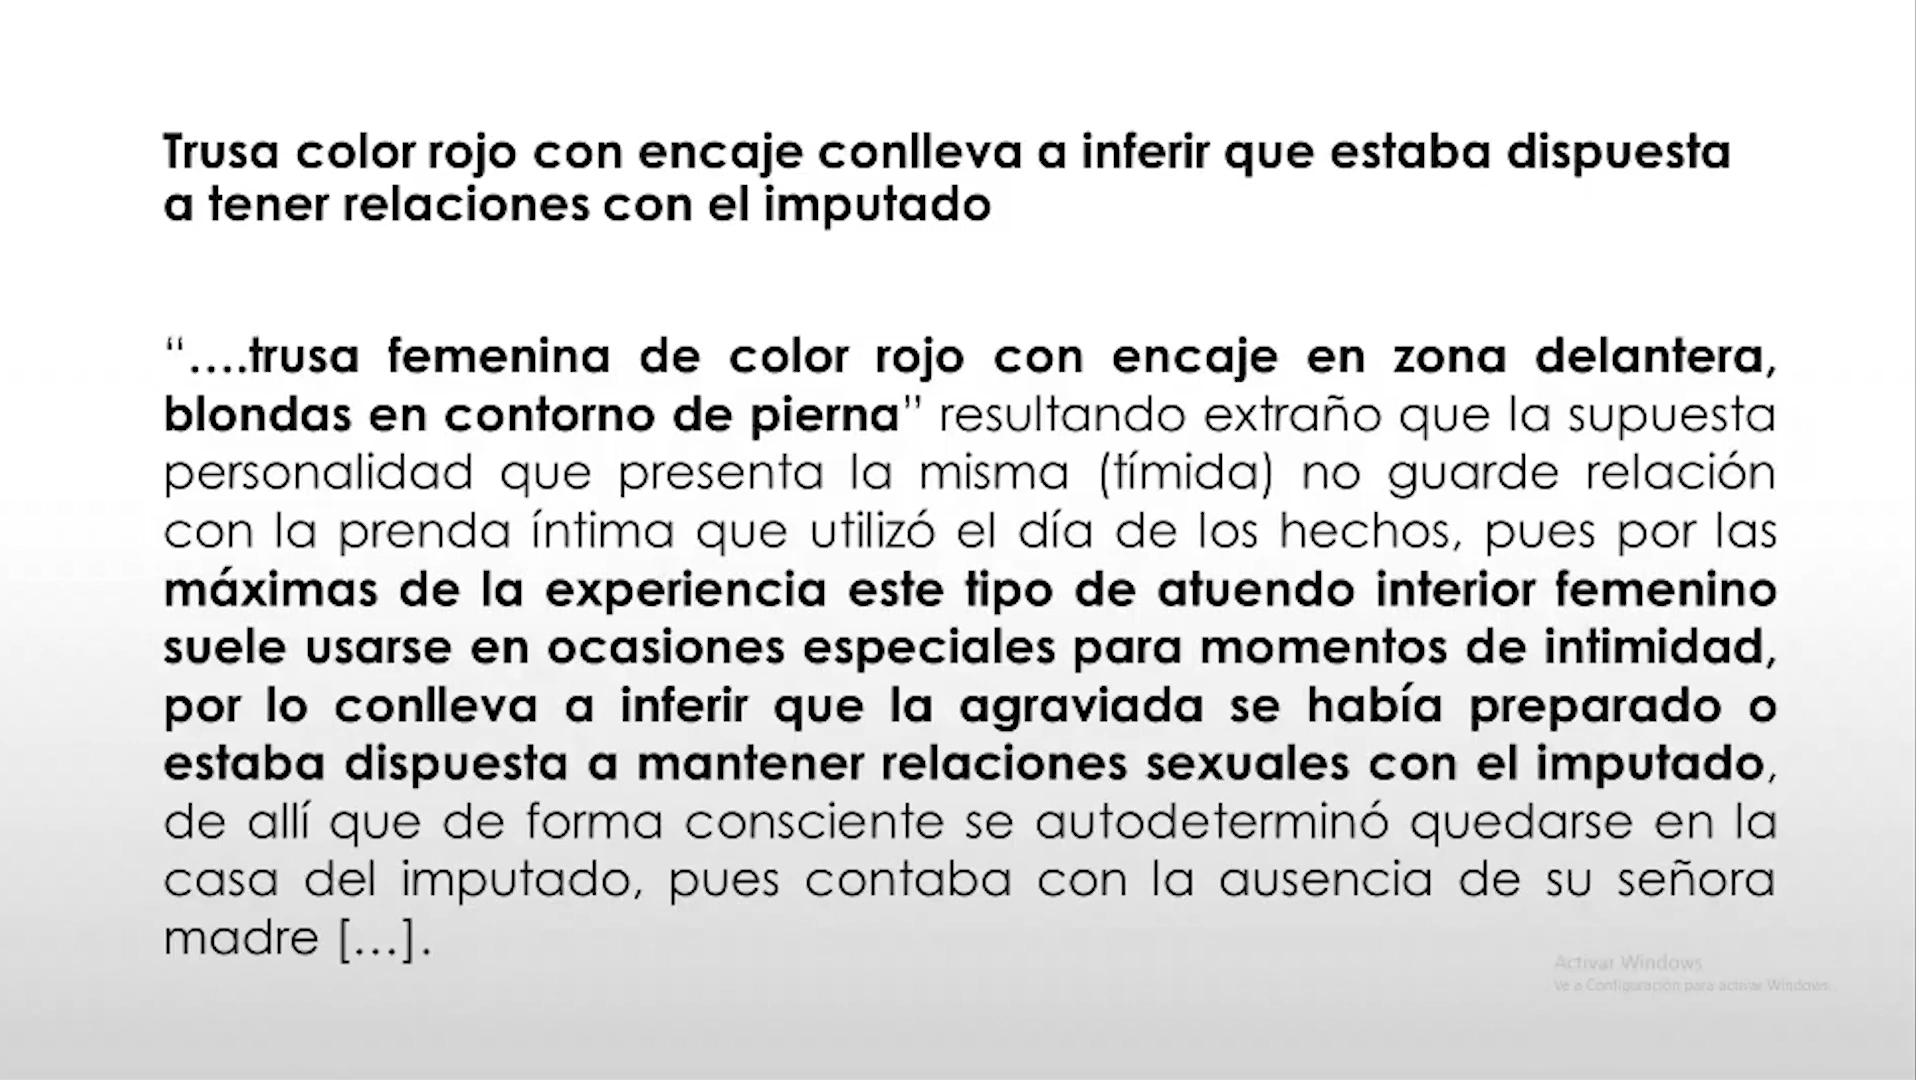 Trusa color rojo con encaje conlleva a inferir que estaba dispuesta
a tener relaciones con el imputado
“….trusa femenina de color rojo con encaje en zona delantera,
blondas en contorno de pierna” resultando extraño que la supuesta
personalidad que presenta la misma (tímida) no guarde relación
con la prenda íntima que utilizó el día de los hechos, pues por las
máximas de la experiencia este tipo de atuendo interior femenino
suele usarse en ocasiones especiales para momentos de intimidad,
por lo conlleva a inferir que la agraviada se había preparado o
estaba dispuesta a mantener relaciones sexuales con el imputado,
de allí que de forma consciente se autodeterminó quedarse en la
casa del imputado, pues contaba con la ausencia de su señora
madre […].
Activar Windows
Ve a Configuración para activar Windows.